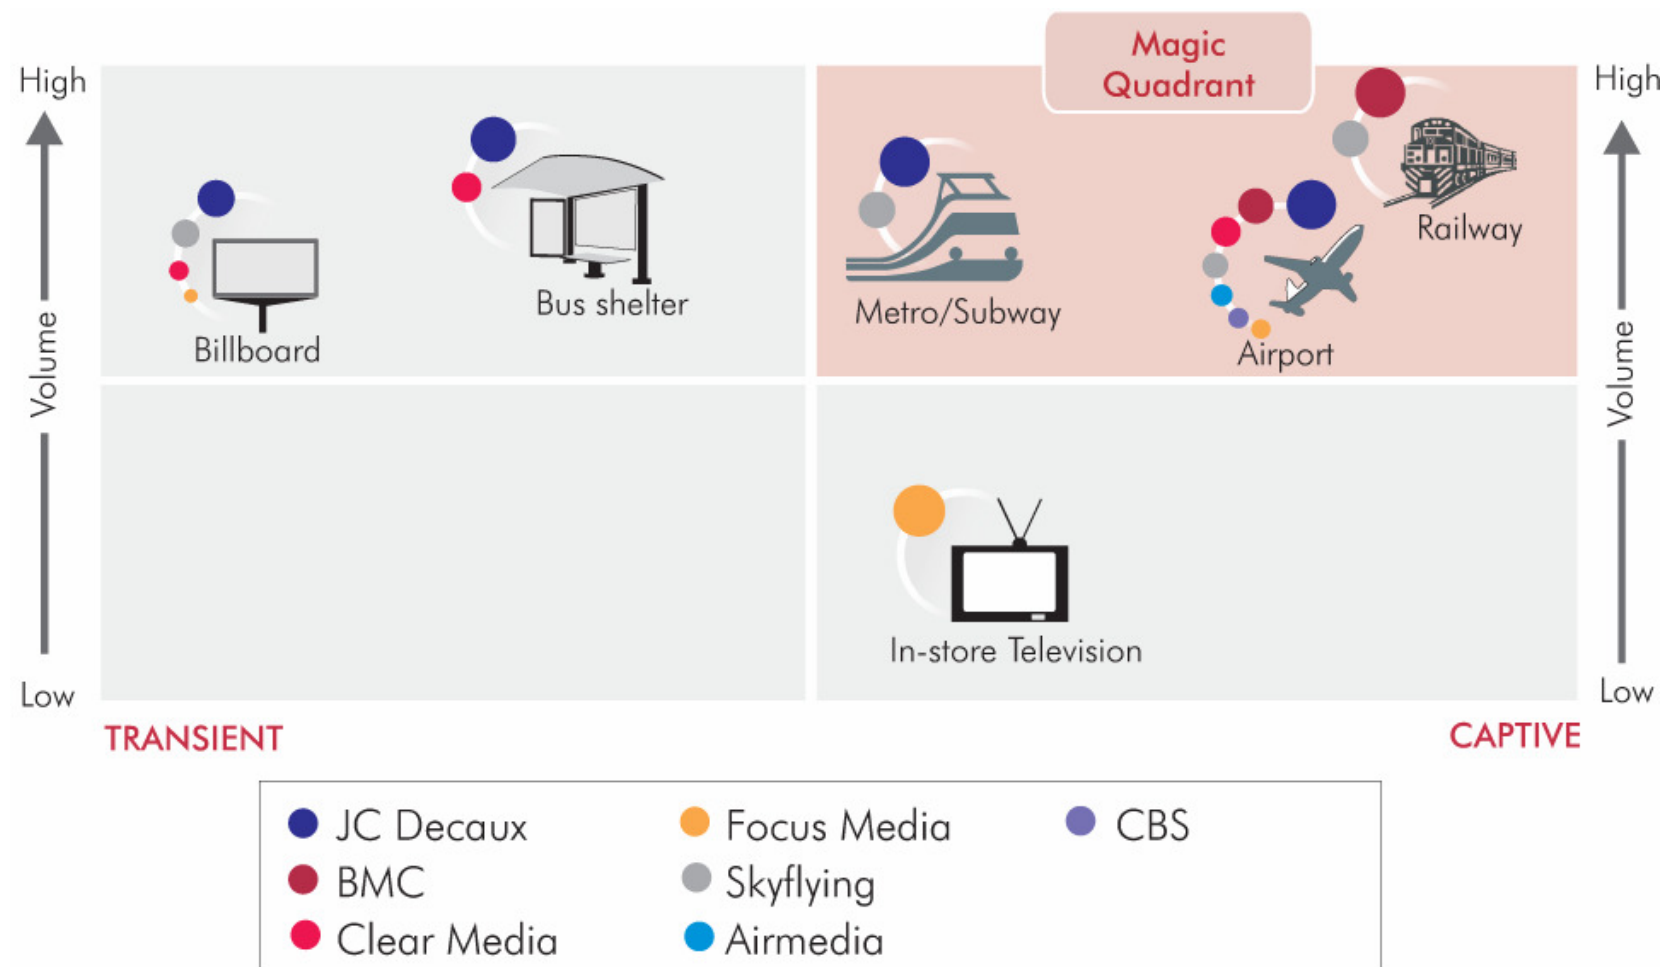 Magic
Quadrant
High
High
Volume
Volume
Billboard
Bus shelter
Metro/Subway
Airport
Railway
In-store Television
Low
Low
TRANSIENT
CAPTIVE
JC Decaux
Focus Media
CBS
BMC
Skyflying
Clear Media
Airmedia